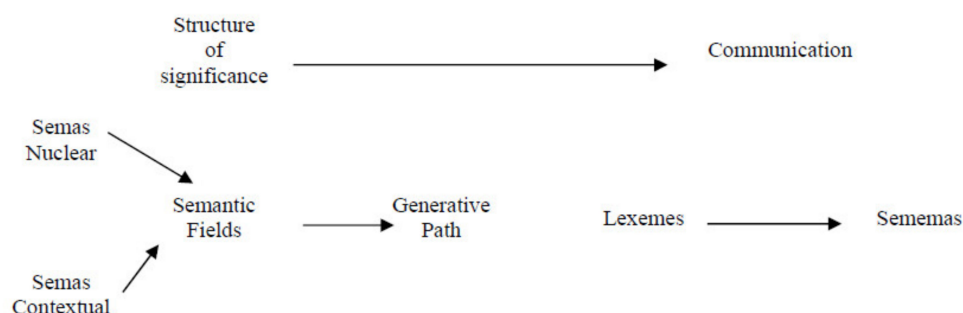 Structure
of
significance
Communication
Semas
Nuclear
Semantic
Fields
Generative
Path
Lexemes
Sememas
Semas
Contextual